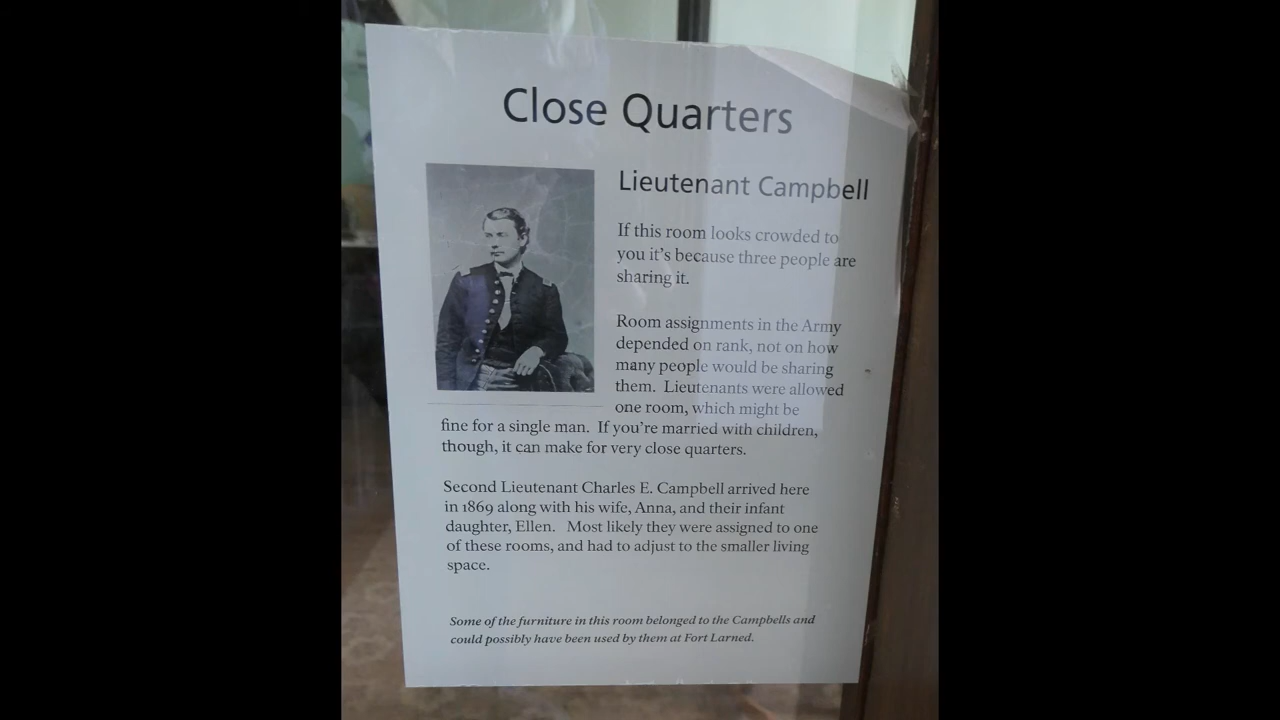 Close Quarters
Lieutenant Campbell
If this room looks crowded to
you it's because three people are
sharing it.
Room assignments in the Army
depended on rank, not on how
many people would be sharing
them. Lieutenants were allowed
one room, which might be
fine for a single man. If you're married with children,
though, it can make for very close quarters.
Second Lieutenant Charles E. Campbell arrived here
in 1869 along with his wife, Anna, and their infant
daughter, Ellen. Most likely they were assigned to one
of these rooms, and had to adjust to the smaller living
space.
Some of the furniture in this room belonged to the Campbells and
could possibly have been used by them at Fort Larned.